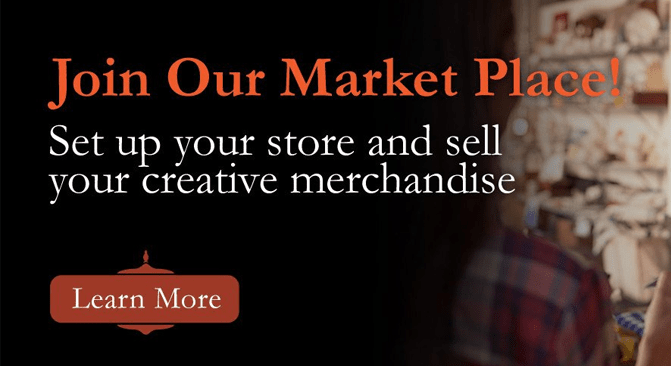 Join Our Market Place!
Set up your store and sell
your creative merchandise
Learn More